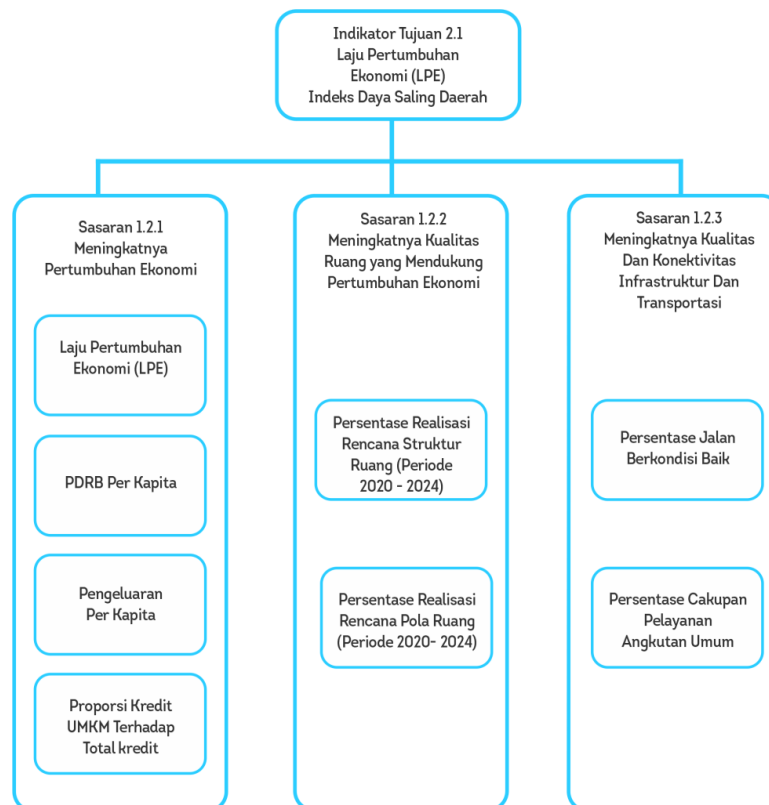 Indikator Tujuan 2.1
Laju Pertumbuhan
Ekonomi (LPE)
Indeks Daya Saling Daerah
Sasaran 1.2.1
Meningkatnya
Pertumbuhan Ekonomi
Laju Pertumbuhan
Ekonomi (LPE)
PDRB Per Kapita
Pengeluaran
Per Kapita
Proporsi Kredit
UMKM Terhadap
Total kredit
Sasaran 1.2.2
Meningkatnya Kualitas
Ruang yang Mendukung
Pertumbuhan Ekonomi
Persentase Realisasi
Rencana Struktur
Ruang (Periode
2020 - 2024)
Persentase Realisasi
Rencana Pola Ruang
(Periode 2020- 2024)
Sasaran 1.2.3
Meningkatnya Kualitas
Dan Konektivitas
Infrastruktur Dan
Transportasi
Persentase Jalan
Berkondisi Baik
Persentase Cakupan
Pelayanan
Angkutan Umum